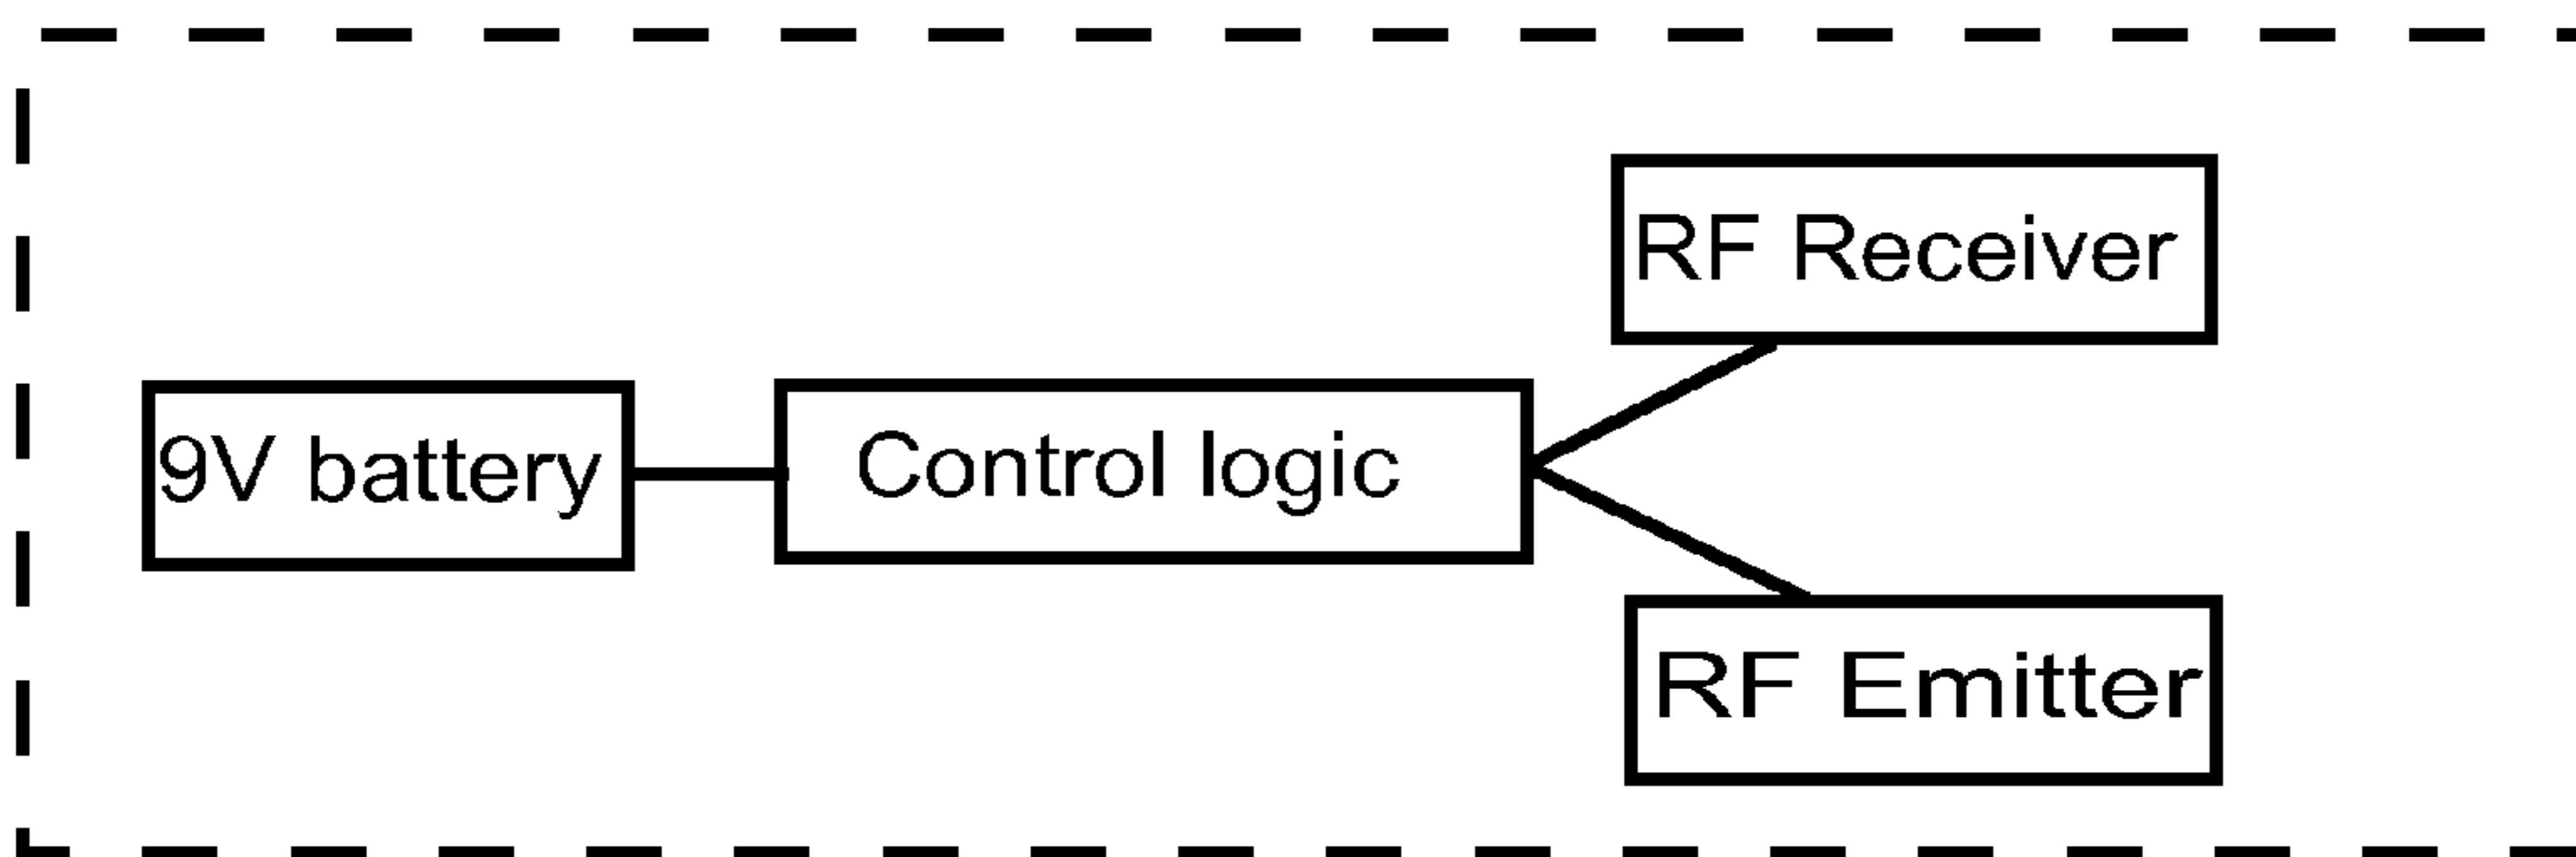 RF Receiver
9V battery
Control logic
RF Emitter